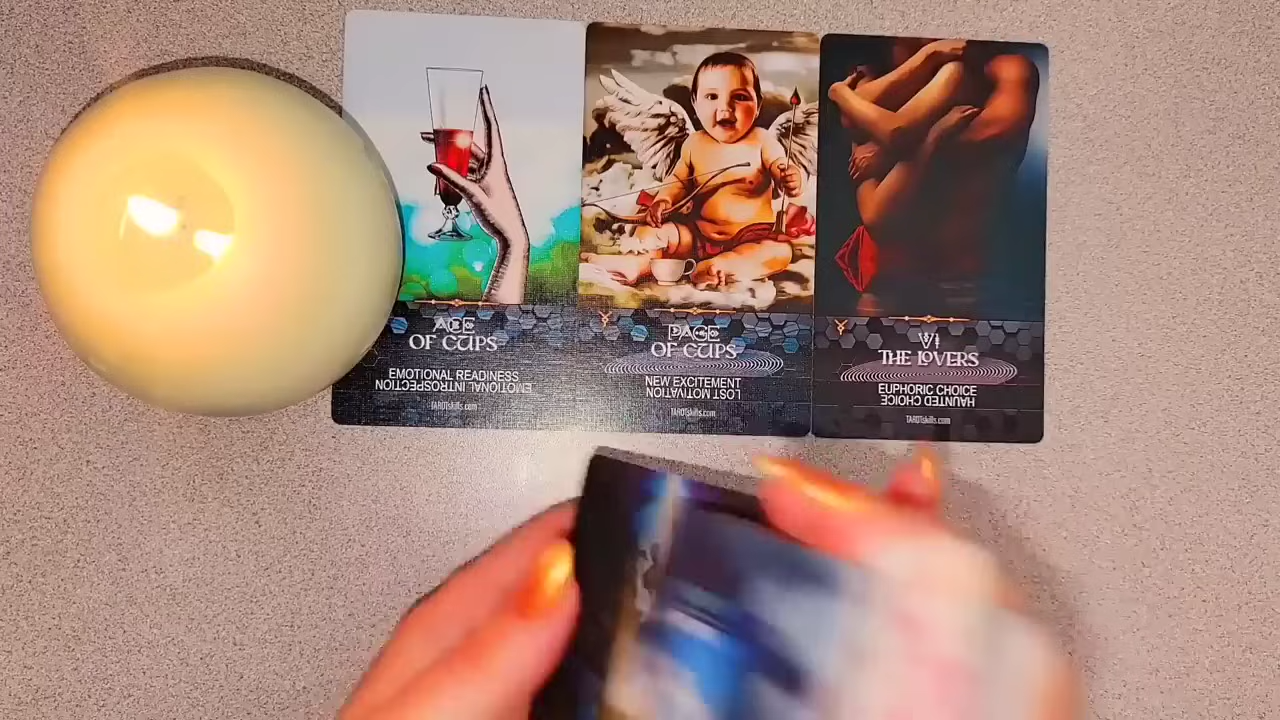 ACE
OF CUPS
EMOTIONAL READINESS
EMOTIONAL INTROSPECTION
TAROTskills.com
PAGE
OF CUPS
NEW EXCITEMENT
LOST MOTIVATION
TAROTskills.com
VI
THE LOVERS
EUPHORIC CHOICE
HAUNTED CHOICE
TAROTskills.com